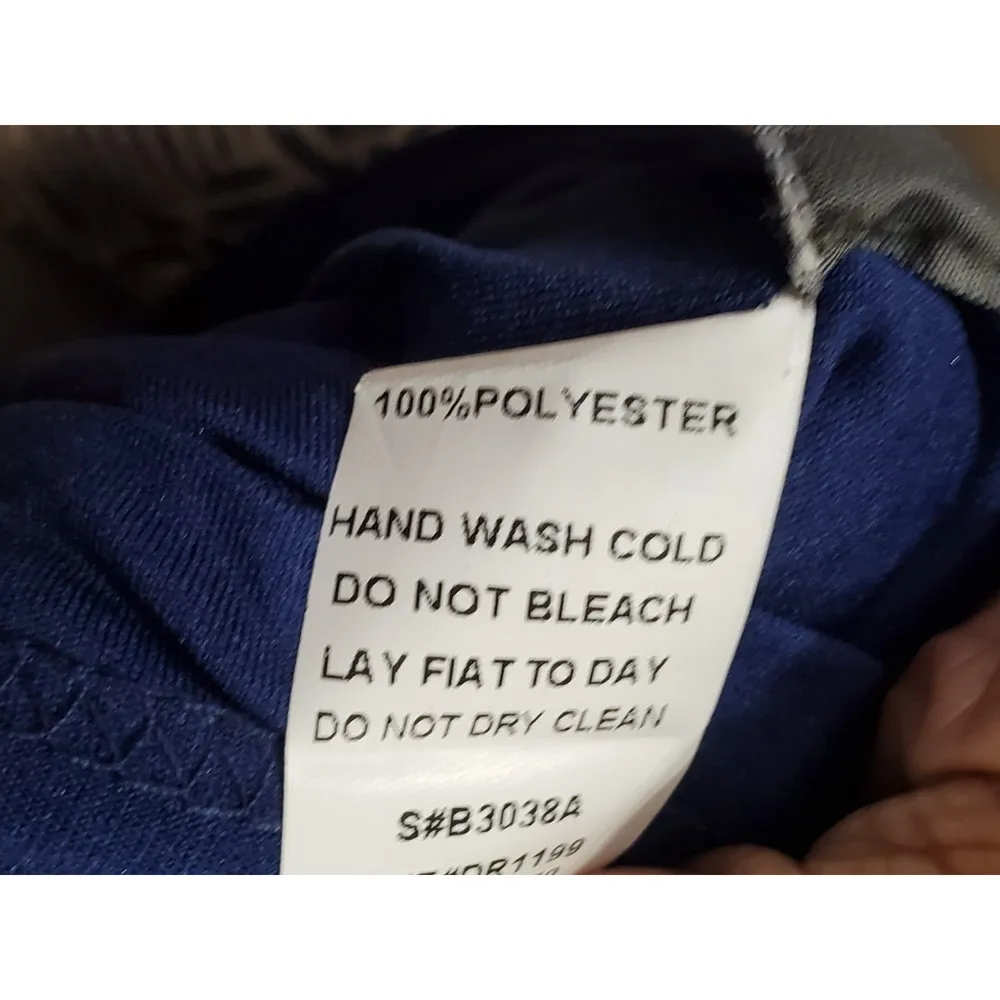 100%POLYESTER
HAND WASH COLD
DO NOT BLEACH
LAY FIAT TO DAY
DO NOT DRY CLEAN
S#B3038A